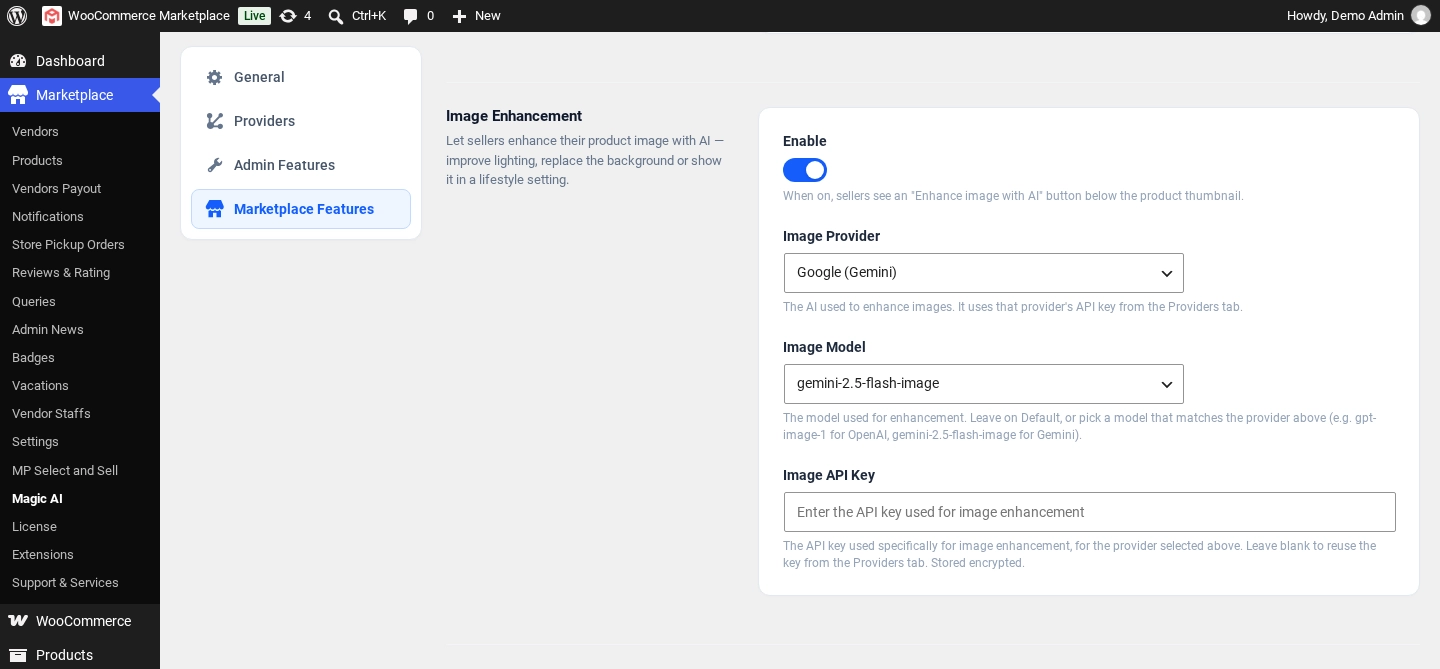 WooCommerce Marketplace Live 4 Ctrl+K 0 New Howdy, Demo Admin
Dashboard
Marketplace
Vendors
Products
Vendors Payout
Notifications
Store Pickup Orders
Reviews & Rating
Queries
Admin News
Badges
Vacations
Vendor Staffs
Settings
MP Select and Sell
Magic AI
License
Extensions
Support & Services
WooCommerce
Products
General
Providers
Admin Features
Marketplace Features
Image Enhancement
Let sellers enhance their product image with AI —
improve lighting, replace the background or show
it in a lifestyle setting.
Enable
When on, sellers see an "Enhance image with AI" button below the product thumbnail.
Image Provider
Google (Gemini)
The AI used to enhance images. It uses that provider's API key from the Providers tab.
Image Model
gemini-2.5-flash-image
The model used for enhancement. Leave on Default, or pick a model that matches the provider above (e.g. gpt-
image-1 for OpenAI, gemini-2.5-flash-image for Gemini).
Image API Key
Enter the API key used for image enhancement
The API key used specifically for image enhancement, for the provider selected above. Leave blank to reuse the
key from the Providers tab. Stored encrypted.